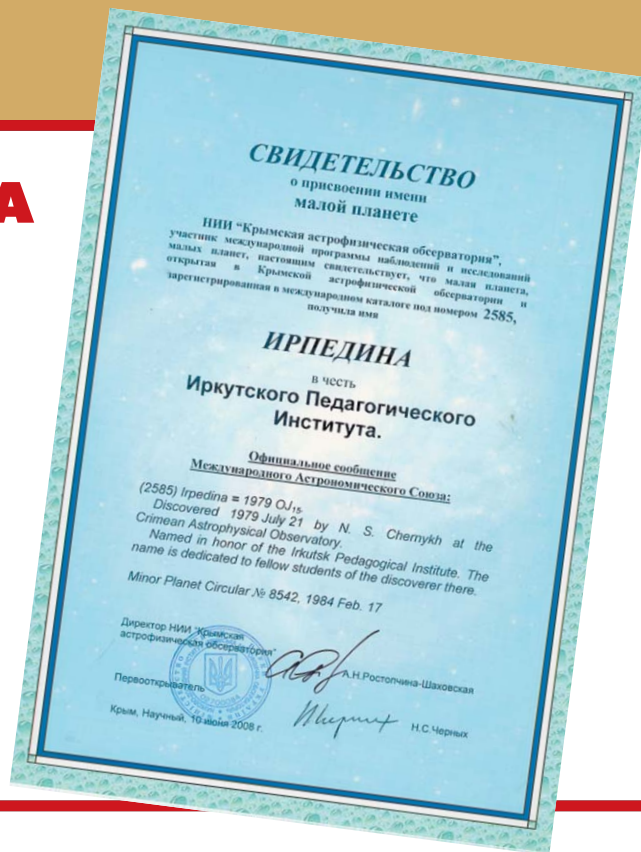 А
СВИДЕТЕЛЬСТВО
о присвоении имени
малой планете
НИИ "Крымская астрофизическая обсерватория",
участник международной программы наблюдений и исследований
малых планет, настоящим свидетельствует, что малая планета,
открытая в Крымской астрофизической обсерватории и
зарегистрированная в международном каталоге под номером 2585,
получила имя
ИРПЕДИНА
в честь
Иркутского Педагогического
Института.
Официальное сообщение
Международного Астрономического Союза:
(2585) Irpedina = 1979 OJ₁₅.
Discovered 1979 July 21 by N. S. Chernykh at the
Crimean Astrophysical Observatory.
Named in honor of the Irkutsk Pedagogical Institute. The
name is dedicated to fellow students of the discoverer there.
Minor Planet Circular № 8542, 1984 Feb. 17
Директор НИИ "Крымская
астрофизическая обсерватория"
А.Н.Ростопчина-Шаховская
Первооткрыватель
Н.С.Черных
Крым, Научный, 10 июня 2008 г.